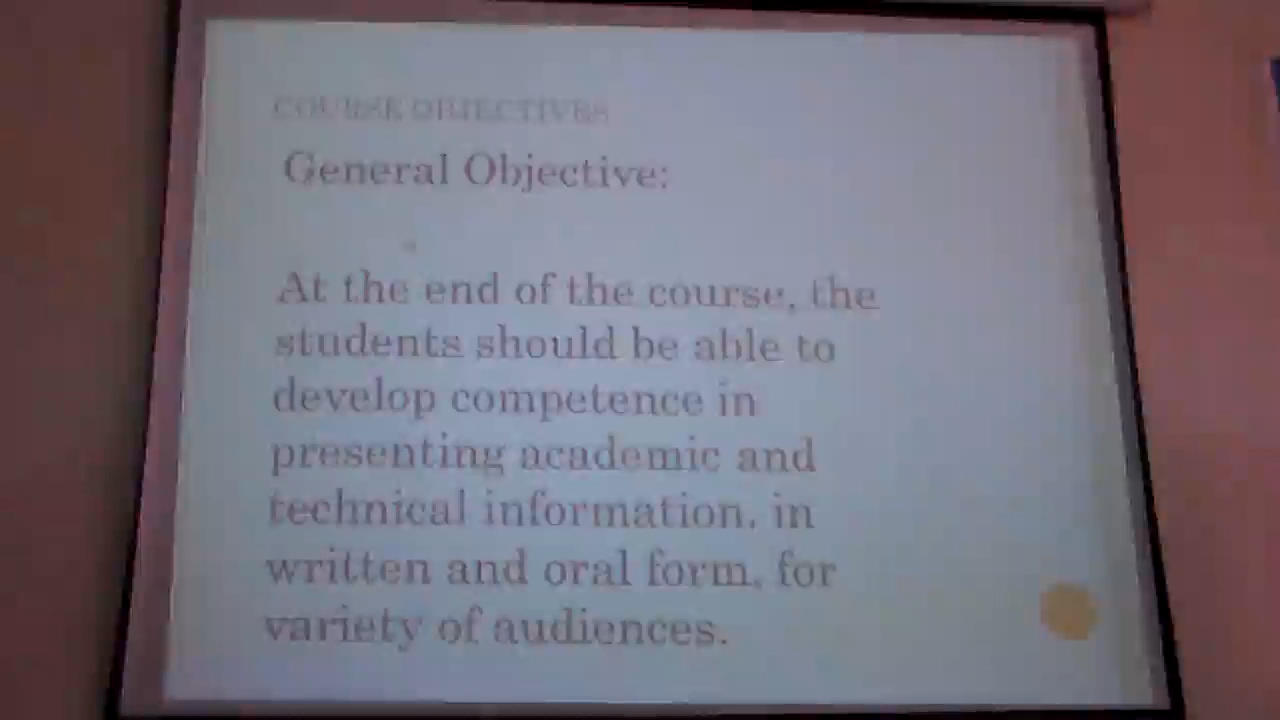 COURSE OBJECTIVES
General Objective:
At the end of the course, the
students should be able to
develop competence in
presenting academic and
technical information, in
written and oral form, for
variety of audiences.